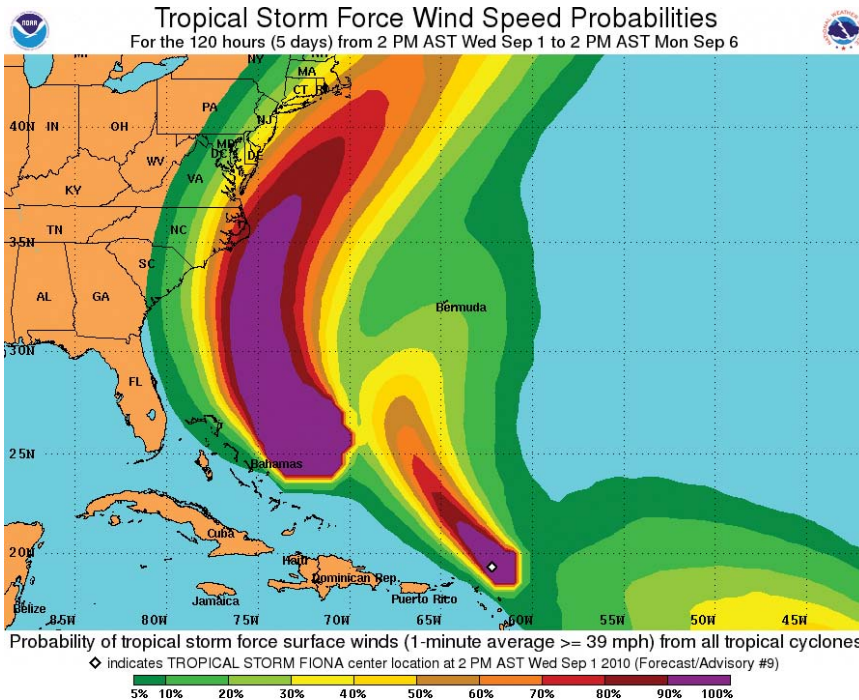 Tropical Storm Force Wind Speed Probabilities
For the 120 hours (5 days) from 2 PM AST Wed Sep 1 to 2 PM AST Mon Sep 6
NOAA
MI
NY
MA
CT
RI
PA
NJ
40N
IN
OH
MD
DC
DE
WV
VA
KY
TN
NC
35N
SC
AL
GA
Bermuda
30N
FL
25N
Bahamas
Cuba
20N
Haiti
Dominican Rep.
Puerto Rico
Jamaica
Belize
85W 80W 75W 70W 65W 60W 55W 50W 45W
Probability of tropical storm force surface winds (1-minute average >= 39 mph) from all tropical cyclones
indicates TROPICAL STORM FIONA center location at 2 PM AST Wed Sep 1 2010 (Forecast/Advisory #9)
5% 10% 20% 30% 40% 50% 60% 70% 80% 90% 100%